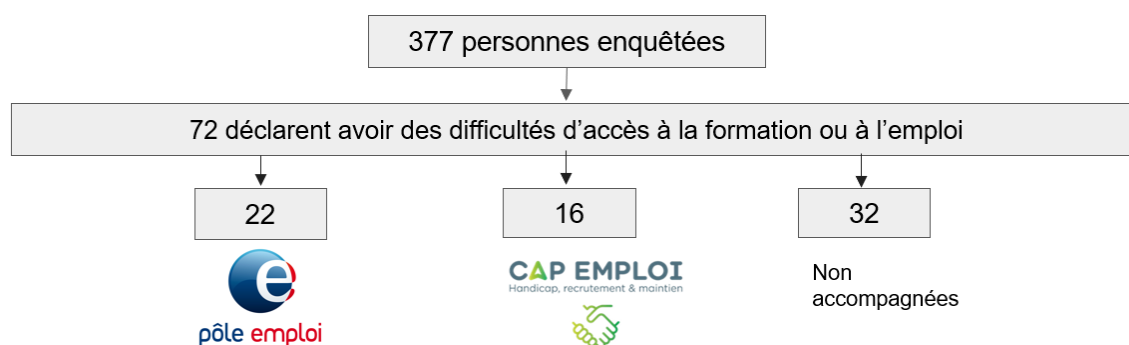 377 personnes enquêtées
72 déclarent avoir des difficultés d’accès à la formation ou à l’emploi
22
16
32
pôle emploi
CAP EMPLOI
Handicap, recrutement & maintien
Non
accompagnées